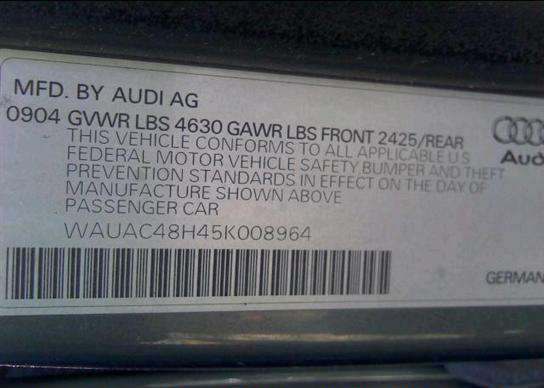 MFD. BY AUDI AG
0904 GVWR LBS 4630 GAWR LBS FRONT 2425/REAR
THIS VEHICLE CONFORMS TO ALL APPLICABLE U S
FEDERAL MOTOR VEHICLE SAFETY BUMPER AND THEFT
PREVENTION STANDARDS IN EFFECT ON THE DAY OF
MANUFACTURE SHOWN ABOVE
PASSENGER CAR
WAUAC48H45K008964
Aud
GERMAN